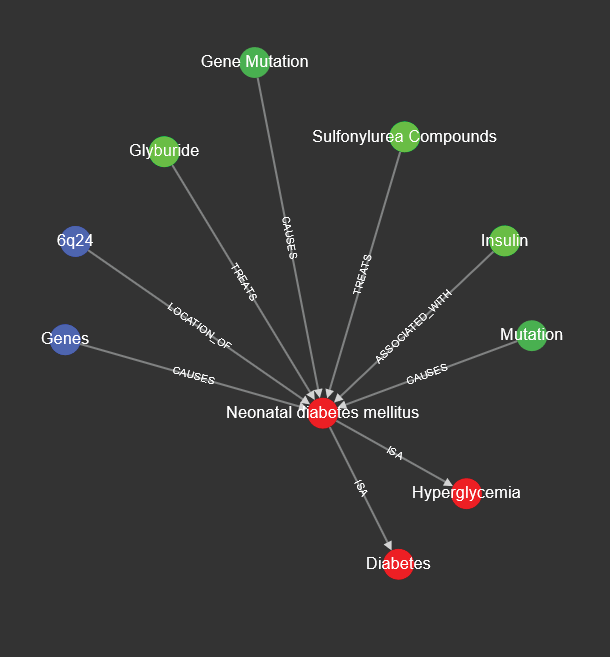 Gene Mutation
Sulfonylurea Compounds
Glyburide
6q24
Insulin
CAUSES
TREATS
TREATS
LOCATION_OF
ASSOCIATED_WITH
Genes
Mutation
CAUSES
CAUSES
Neonatal diabetes mellitus
ISA
ISA
Hyperglycemia
Diabetes